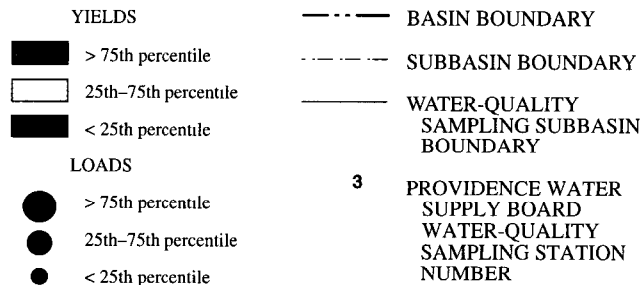 YIELDS
> 75th percentile
25th–75th percentile
< 25th percentile
LOADS
> 75th percentile
25th–75th percentile
< 25th percentile
BASIN BOUNDARY
SUBBASIN BOUNDARY
WATER-QUALITY
SAMPLING SUBBASIN
BOUNDARY
3 PROVIDENCE WATER
SUPPLY BOARD
WATER-QUALITY
SAMPLING STATION
NUMBER